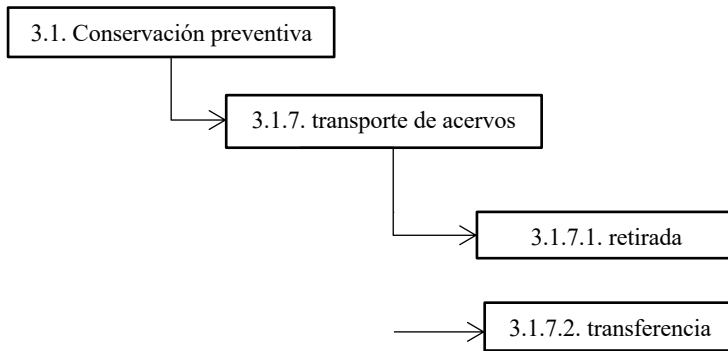 3.1. Conservación preventiva
3.1.7. transporte de acervos
3.1.7.1. retirada
3.1.7.2. transferencia